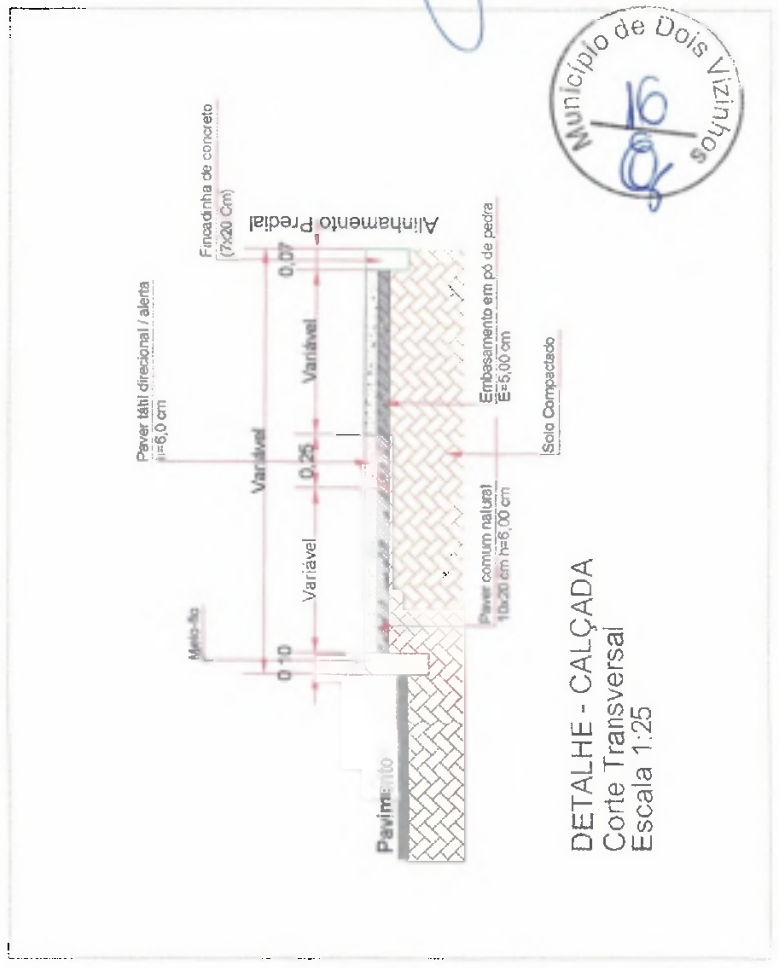 Fincadinha de concreto
(7x20 Cm)
Paver tátil direcional / alerta
h=6,0 cm
Meio-fio
Variável
0,10
Variável
0,25
Variável
0,07
Alinhamento Predial
Pavimento
Paver comum natural
10x20 cm h=6,00 cm
Embasamento em pó de pedra
E=5,00 cm
Solo Compactado
DETALHE - CALÇADA
Corte Transversal
Escala 1:25
Município de Dois Vizinhos
16